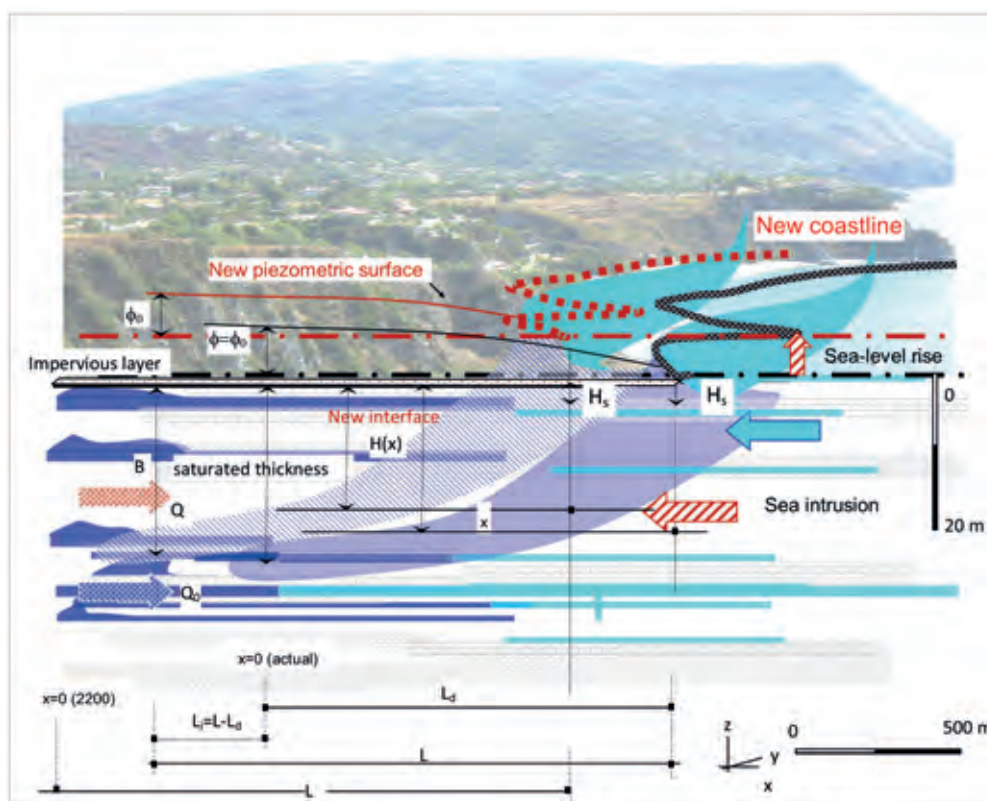 New coastline
New piezometric surface
ϕ₀
ϕ=ϕ₀
Impervious layer
Sea-level rise
0
Hₛ
Hₛ
New interface
H(x)
B
saturated thickness
Q
x
Sea intrusion
20 m
Q₀
x=0 (actual)
x=0 (2200)
L_d
Lᵢ=L-L_d
L
L
z
y
x
0
500 m